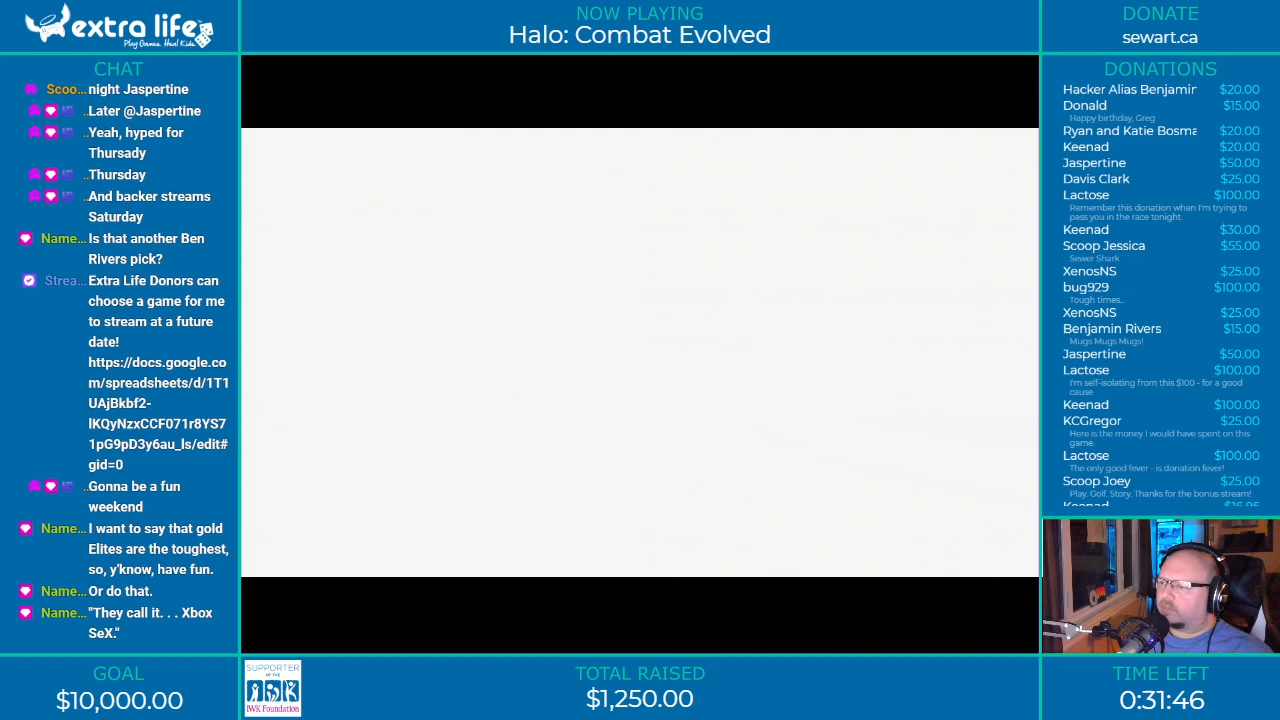 extra life
Play Games. Heal Kids.
NOW PLAYING
Halo: Combat Evolved
DONATE
sewart.ca
CHAT
Scoo... night Jaspertine
..Later @Jaspertine
..Yeah, hyped for
Thursady
..Thursday
..And backer streams
Saturday
Name... Is that another Ben
Rivers pick?
Strea... Extra Life Donors can
choose a game for me
to stream at a future
date!
https://docs.google.co
m/spreadsheets/d/1T1
UAjBkbf2-
lKQyNzxCCF071r8YS7
1pG9pD3y6au_ls/edit#
gid=0
..Gonna be a fun
weekend
Name... I want to say that gold
Elites are the toughest,
so, y'know, have fun.
Name... Or do that.
Name... "They call it. . . Xbox
SeX."
DONATIONS
Hacker Alias Benjamin $20.00
Donald $15.00
Happy birthday, Greg
Ryan and Katie Bosma $20.00
Keenad $20.00
Jaspertine $50.00
Davis Clark $25.00
Lactose $100.00
Remember this donation when I'm trying to
pass you in the race tonight.
Keenad $30.00
Scoop Jessica $55.00
Sewer Shark
XenosNS $25.00
bug929 $100.00
Tough times...
XenosNS $25.00
Benjamin Rivers $15.00
Mugs Mugs Mugs!
Jaspertine $50.00
Lactose $100.00
I'm self-isolating from this $100 - for a good
cause
Keenad $100.00
KCGregor $25.00
Here is the money I would have spent on this
game.
Lactose $100.00
The only good fever - is donation fever!
Scoop Joey $25.00
Play. Golf. Story. Thanks for the bonus stream!
Keenad $16.95
GOAL
$10,000.00
SUPPORTER
OF THE
IWK
IWK Foundation
TOTAL RAISED
$1,250.00
TIME LEFT
0:31:46